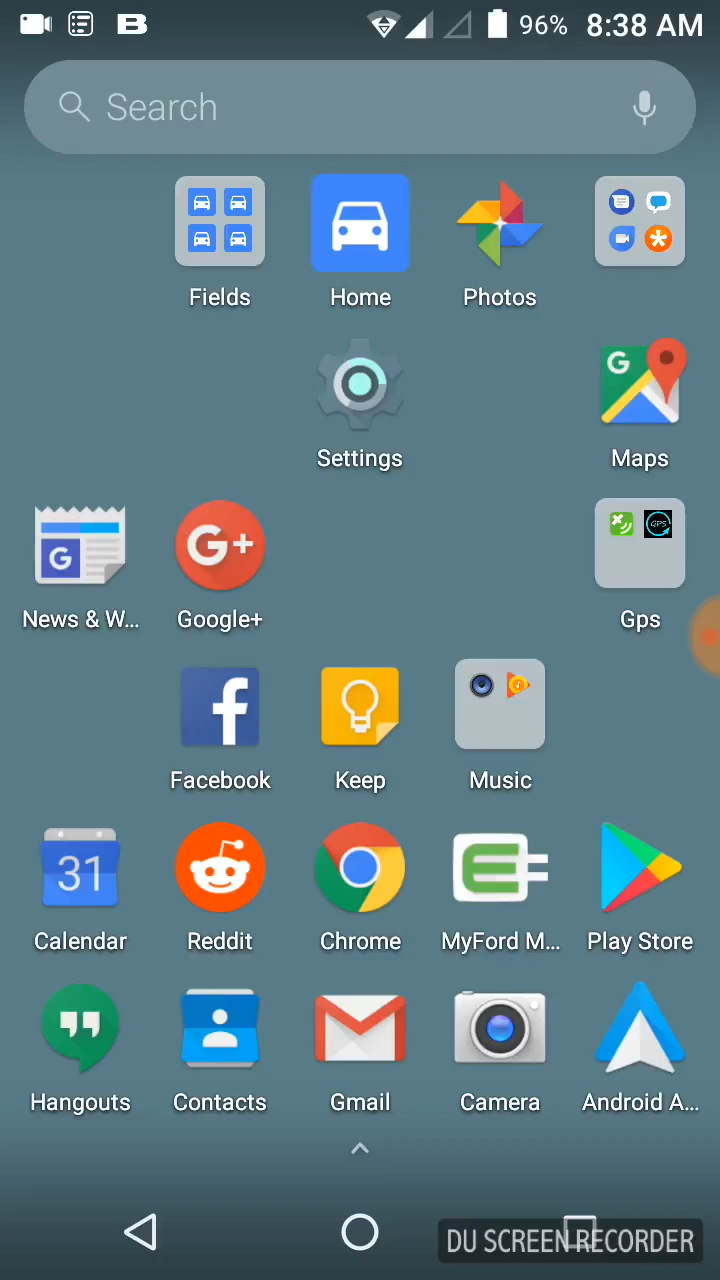 B 96% 8:38 AM
Search
Fields Home Photos
Settings Maps
G
GPS
News & W... Google+ Gps
G G+
f
Facebook Keep Music
31
Calendar Reddit Chrome MyFord M... Play Store
Hangouts Contacts Gmail Camera Android A...
DU SCREEN RECORDER